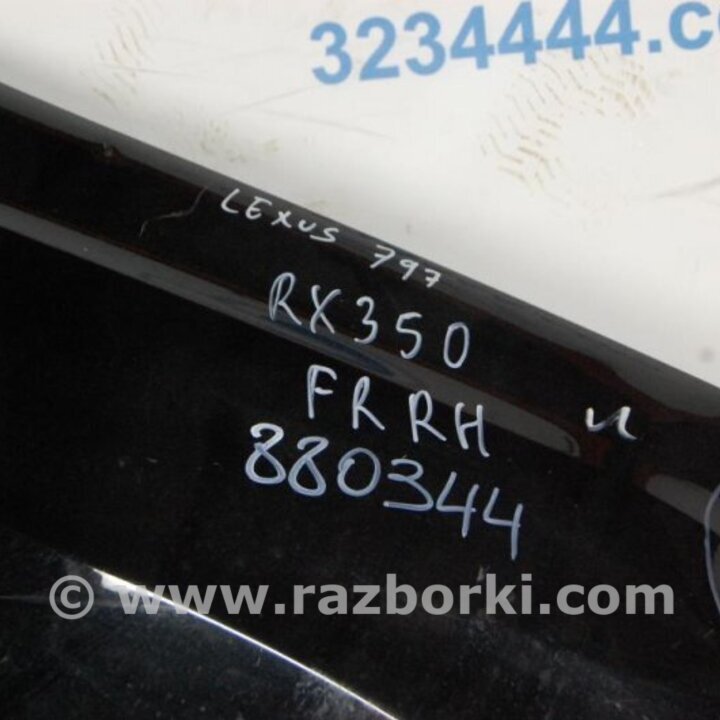 3234444.c
LEXUS 797
RX350
FR RH и
880344
© www.razborki.com